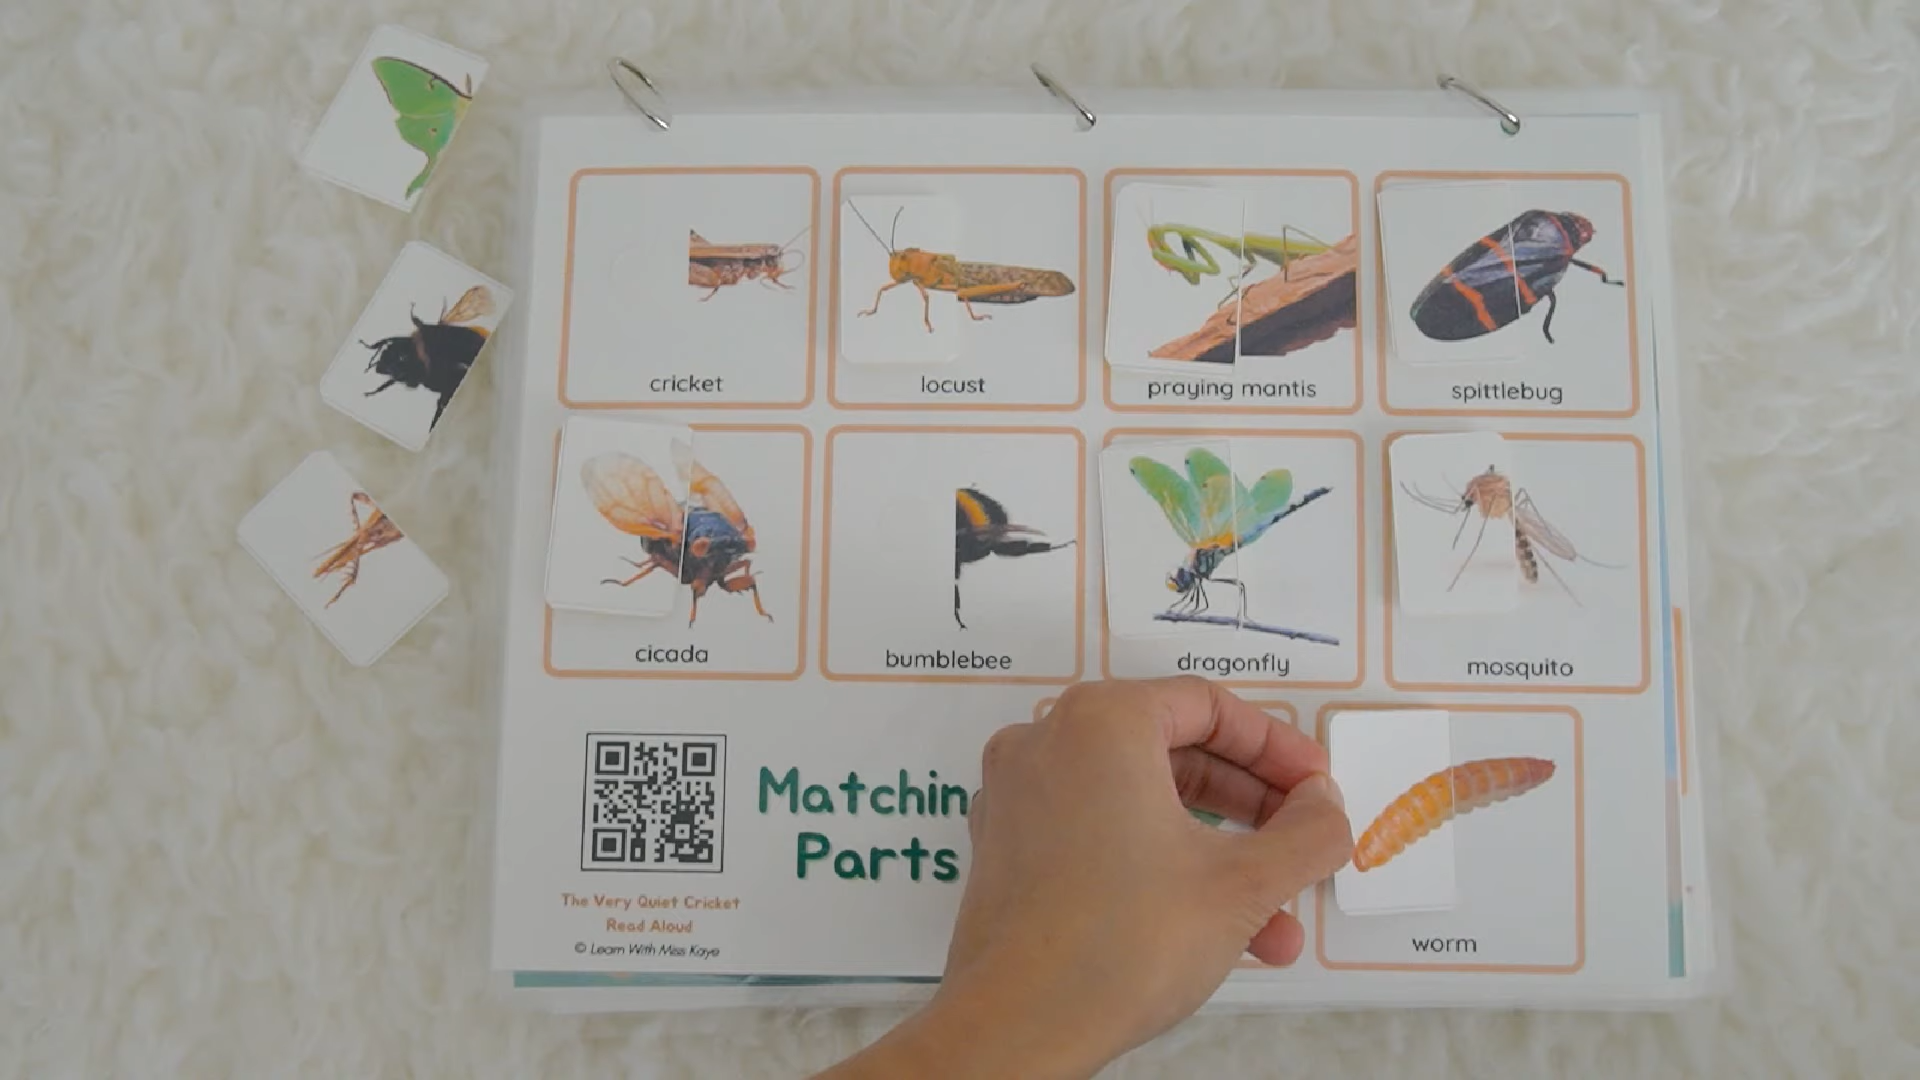 cricket
locust
praying mantis
spittlebug
cicada
bumblebee
dragonfly
mosquito
Parts
The Very Quiet Cricket
Read Aloud
© Learn With Miss Kaye
worm